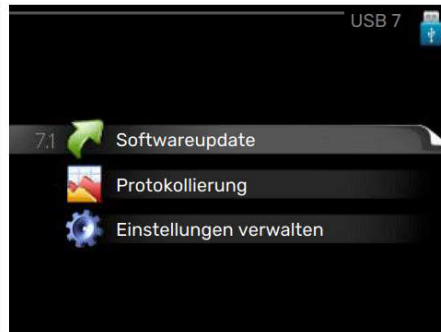 USB 7
7.1 Softwareupdate
Protokollierung
Einstellungen verwalten